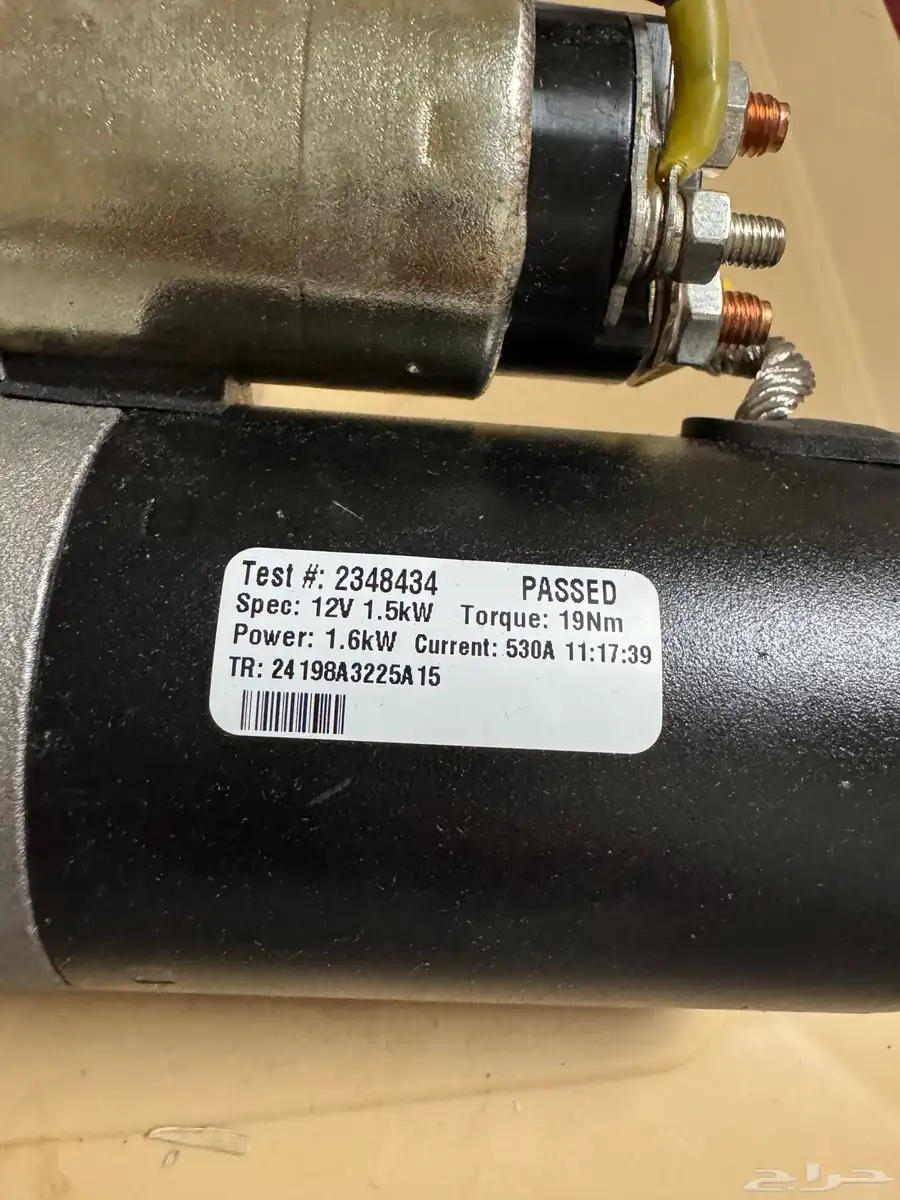 Test #: 2348434 PASSED
Spec: 12V 1.5kW Torque: 19Nm
Power: 1.6kW Current: 530A 11:17:39
TR: 24198A3225A15
حراج